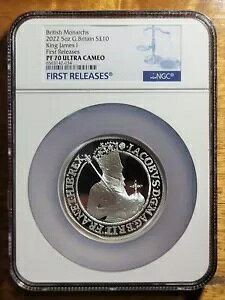 British Monarchs
2022 5oz G.Britain S£10
King James I
First Releases
PF 70 ULTRA CAMEO
FIRST RELEASES
NGC
IACOBVS D'G'MAG'BRIT'FRAN'ET'HIB'REX